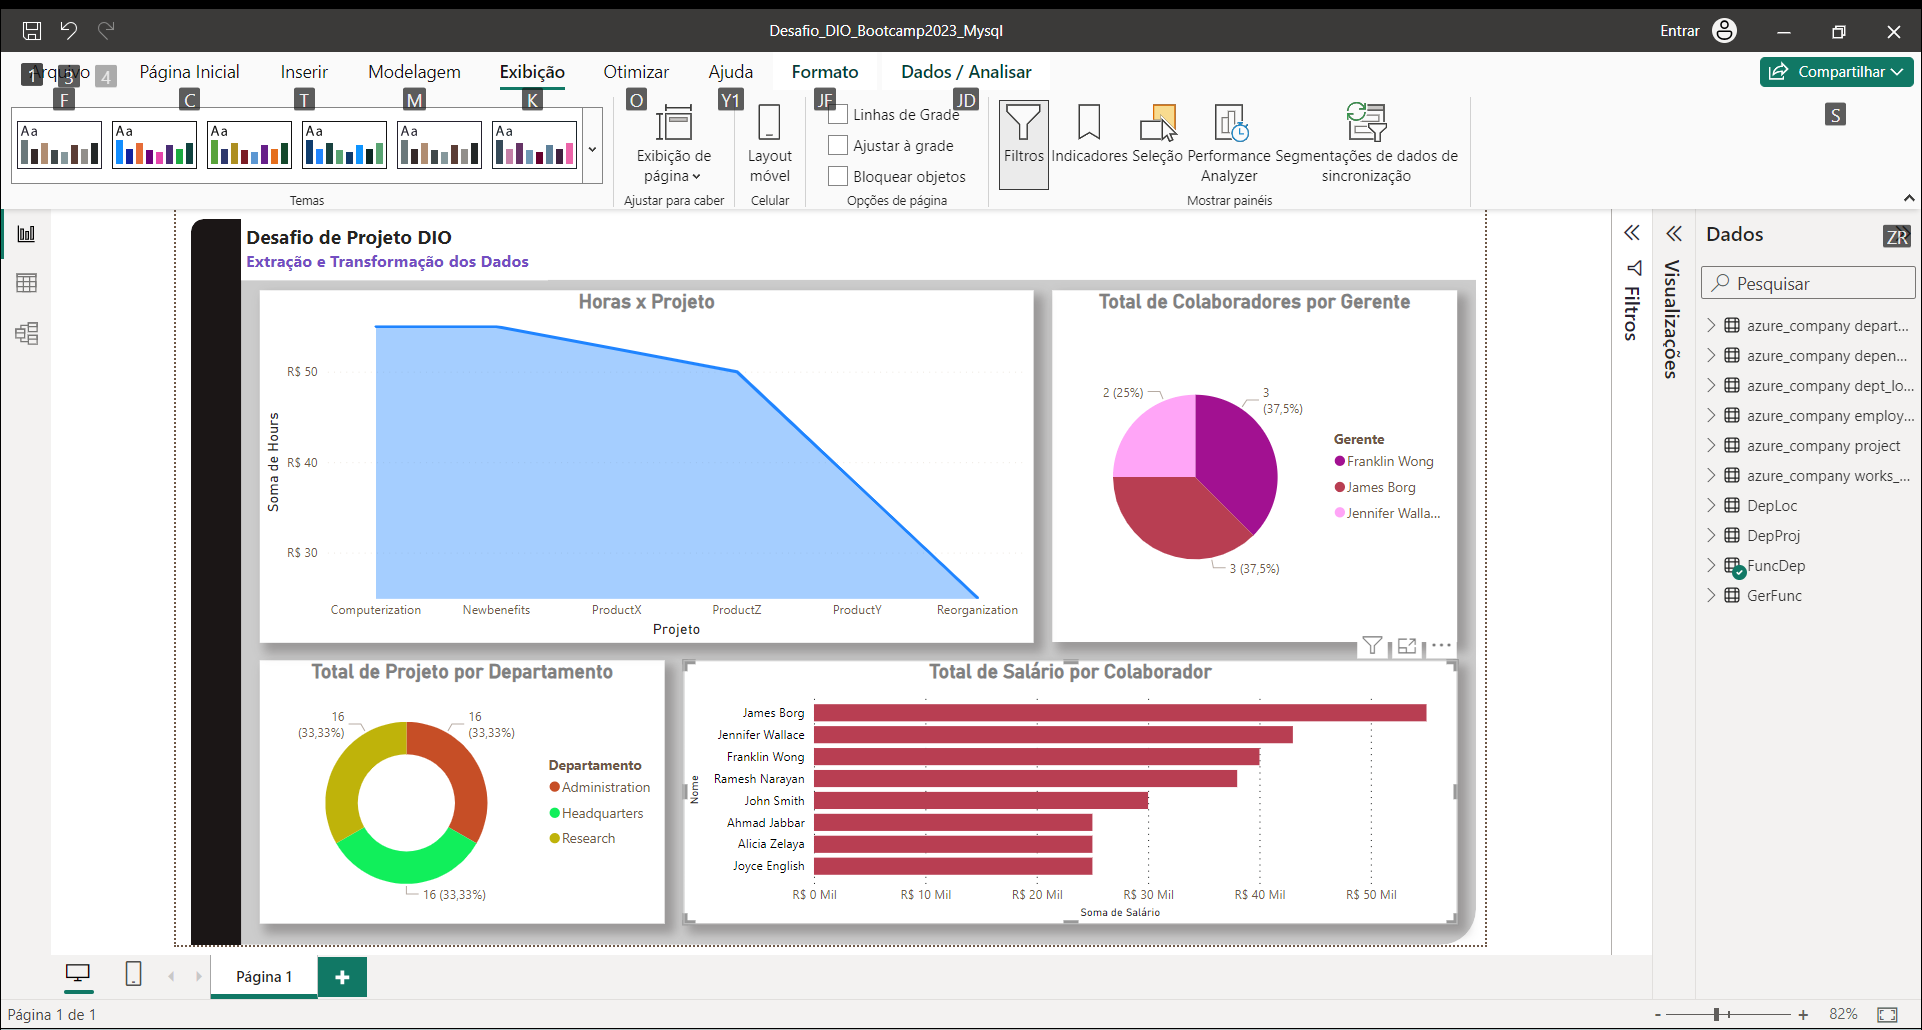 Desafio_DIO_Bootcamp2023_Mysql
Entrar
Arquivo
Página Inicial
Inserir
Modelagem
Exibição
Otimizar
Ajuda
Formato
Dados / Analisar
Compartilhar
1
3
4
F
C
T
M
K
O
Y1
JF
JD
S
Aa
Aa
Aa
Aa
Aa
Aa
Temas
Exibição de
página
Ajustar para caber
Layout
móvel
Celular
Linhas de Grade
Ajustar à grade
Bloquear objetos
Opções de página
Filtros
Indicadores
Seleção
Performance
Analyzer
Segmentações de dados de
sincronização
Mostrar painéis
Desafio de Projeto DIO
Extração e Transformação dos Dados
Horas x Projeto
R$ 50
R$ 40
R$ 30
Soma de Hours
Computerization
Newbenefits
ProductX
ProductZ
ProductY
Reorganization
Projeto
Total de Colaboradores por Gerente
2 (25%)
3
(37,5%)
3 (37,5%)
Gerente
Franklin Wong
James Borg
Jennifer Walla...
Total de Projeto por Departamento
16
(33,33%)
16
(33,33%)
16 (33,33%)
Departamento
Administration
Headquarters
Research
Total de Salário por Colaborador
Nome
James Borg
Jennifer Wallace
Franklin Wong
Ramesh Narayan
John Smith
Ahmad Jabbar
Alicia Zelaya
Joyce English
R$ 0 Mil
R$ 10 Mil
R$ 20 Mil
R$ 30 Mil
R$ 40 Mil
R$ 50 Mil
Soma de Salário
Filtros
Visualizações
Dados
ZR
Pesquisar
azure_company depart...
azure_company depen...
azure_company dept_lo...
azure_company employ...
azure_company project
azure_company works_...
DepLoc
DepProj
FuncDep
GerFunc
Página 1
+
Página 1 de 1
-
+
82%